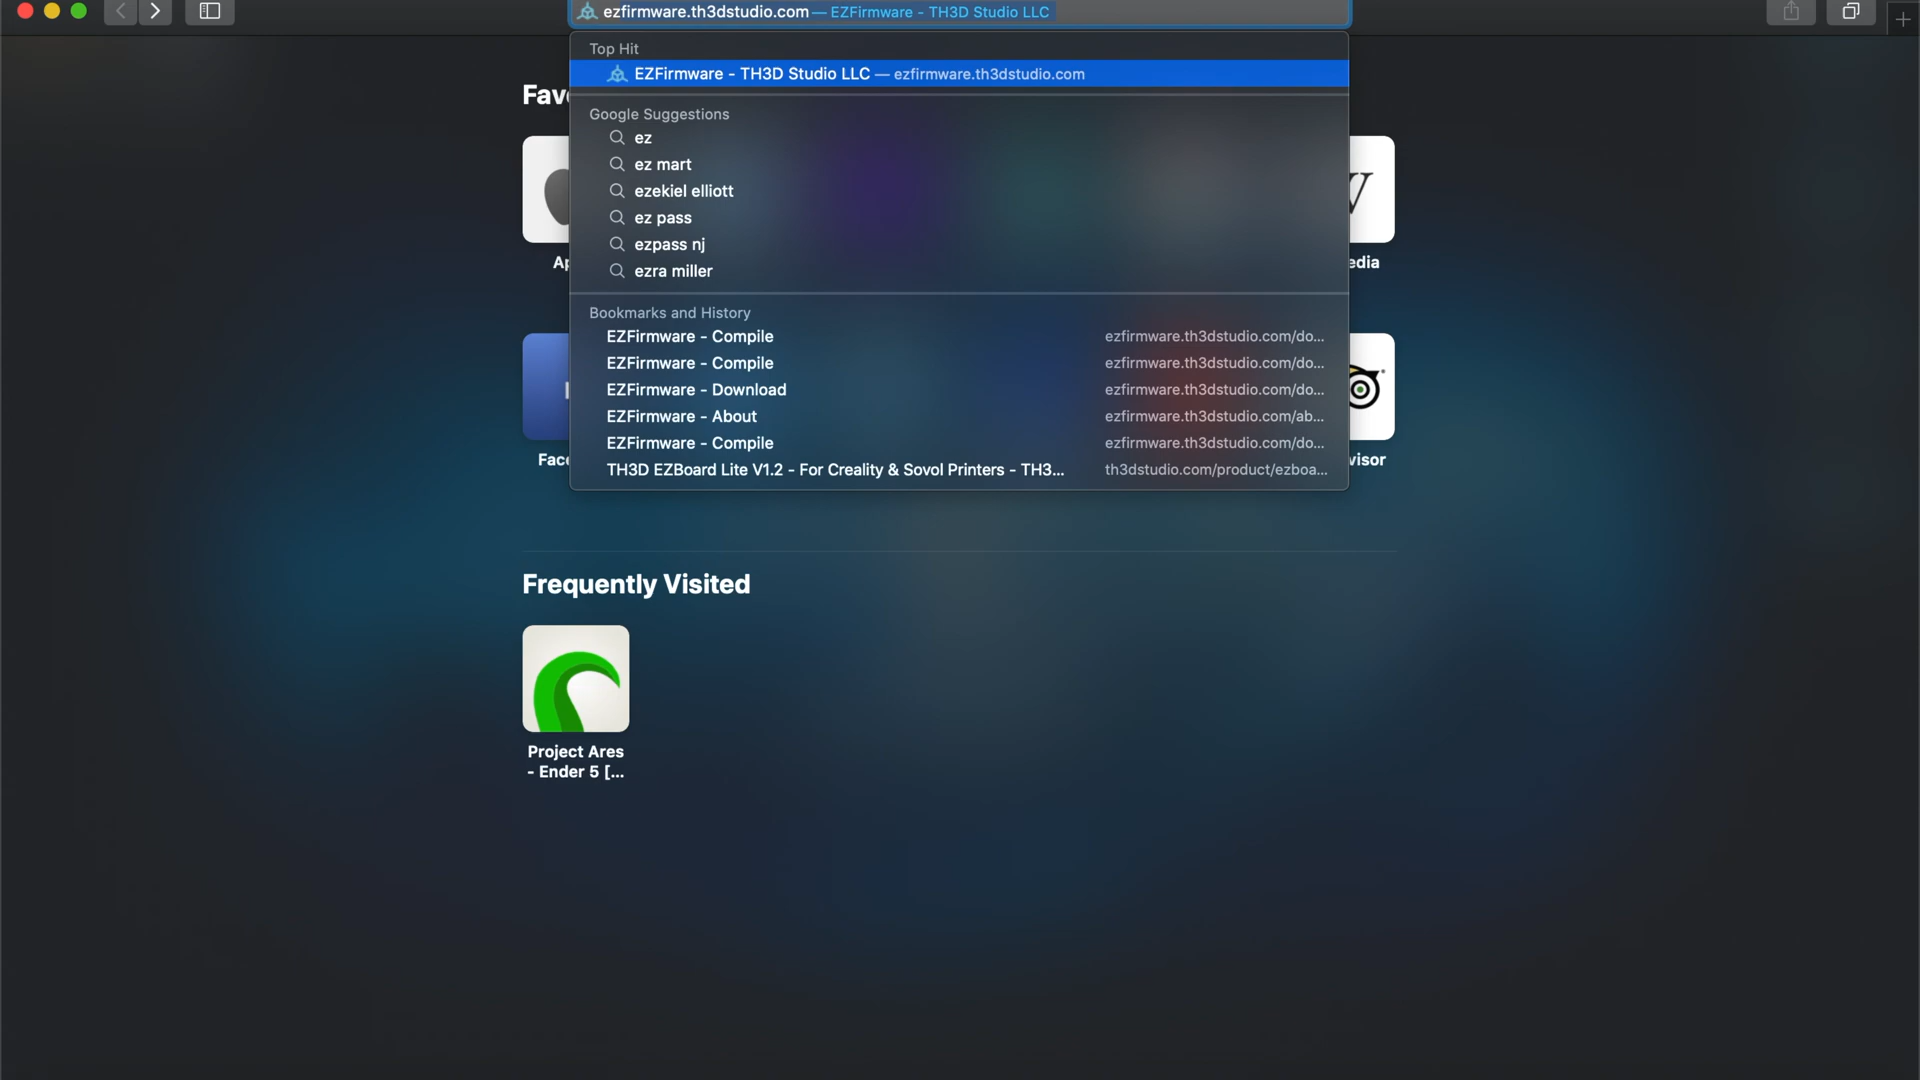 ezfirmware.th3dstudio.com — EZFirmware - TH3D Studio LLC
Top Hit
EZFirmware - TH3D Studio LLC — ezfirmware.th3dstudio.com
Google Suggestions
ez
ez mart
ezekiel elliott
ez pass
ezpass nj
ezra miller
Bookmarks and History
EZFirmware - Compile ezfirmware.th3dstudio.com/do...
EZFirmware - Compile ezfirmware.th3dstudio.com/do...
EZFirmware - Download ezfirmware.th3dstudio.com/do...
EZFirmware - About ezfirmware.th3dstudio.com/ab...
EZFirmware - Compile ezfirmware.th3dstudio.com/do...
TH3D EZBoard Lite V1.2 - For Creality & Sovol Printers - TH3... th3dstudio.com/product/ezboa...
Fav
Ap
edia
Face
visor
Frequently Visited
Project Ares
- Ender 5 [...